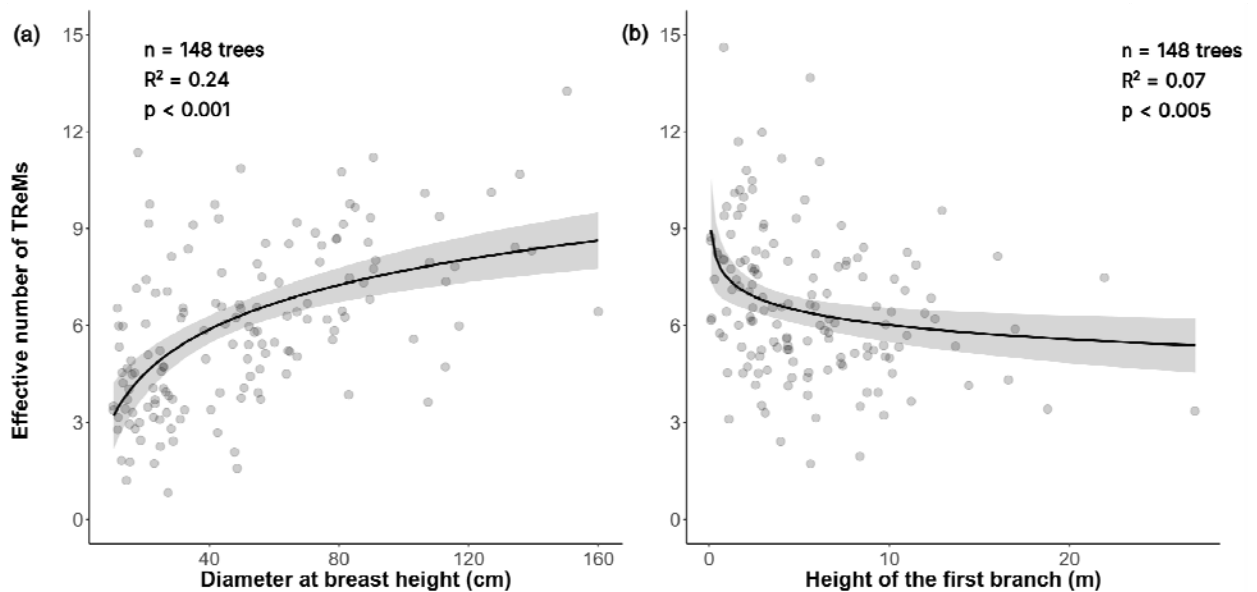 (a)
n = 148 trees
R² = 0.24
p < 0.001
Effective number of TReMs
15
12
9
6
3
0
40
80
120
160
Diameter at breast height (cm)
(b)
n = 148 trees
R² = 0.07
p < 0.005
15
12
9
6
3
0
0
10
20
Height of the first branch (m)